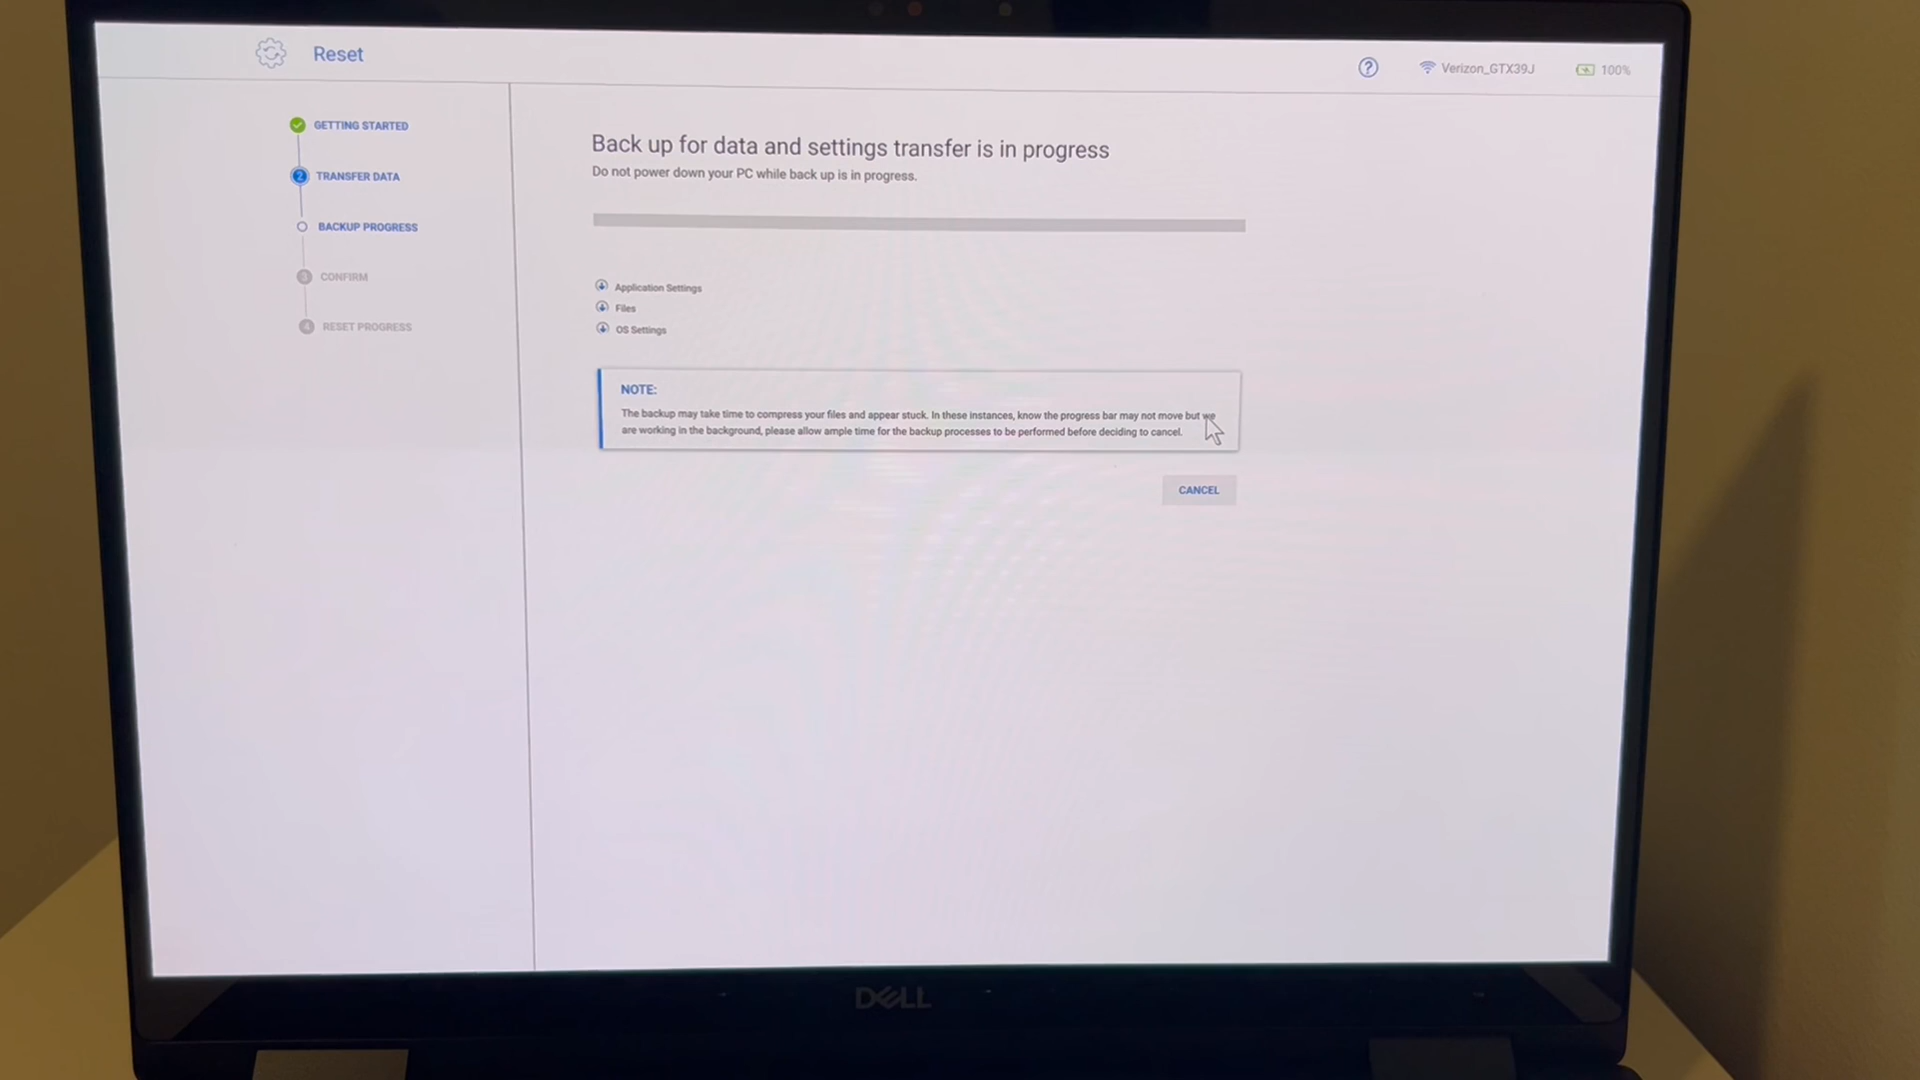 Reset
? Verizon_GTX39J 100%
GETTING STARTED
2 TRANSFER DATA
BACKUP PROGRESS
3 CONFIRM
4 RESET PROGRESS
Back up for data and settings transfer is in progress
Do not power down your PC while back up is in progress.
Application Settings
Files
OS Settings
NOTE:
The backup may take time to compress your files and appear stuck. In these instances, know the progress bar may not move but we
are working in the background, please allow ample time for the backup processes to be performed before deciding to cancel.
CANCEL
DELL